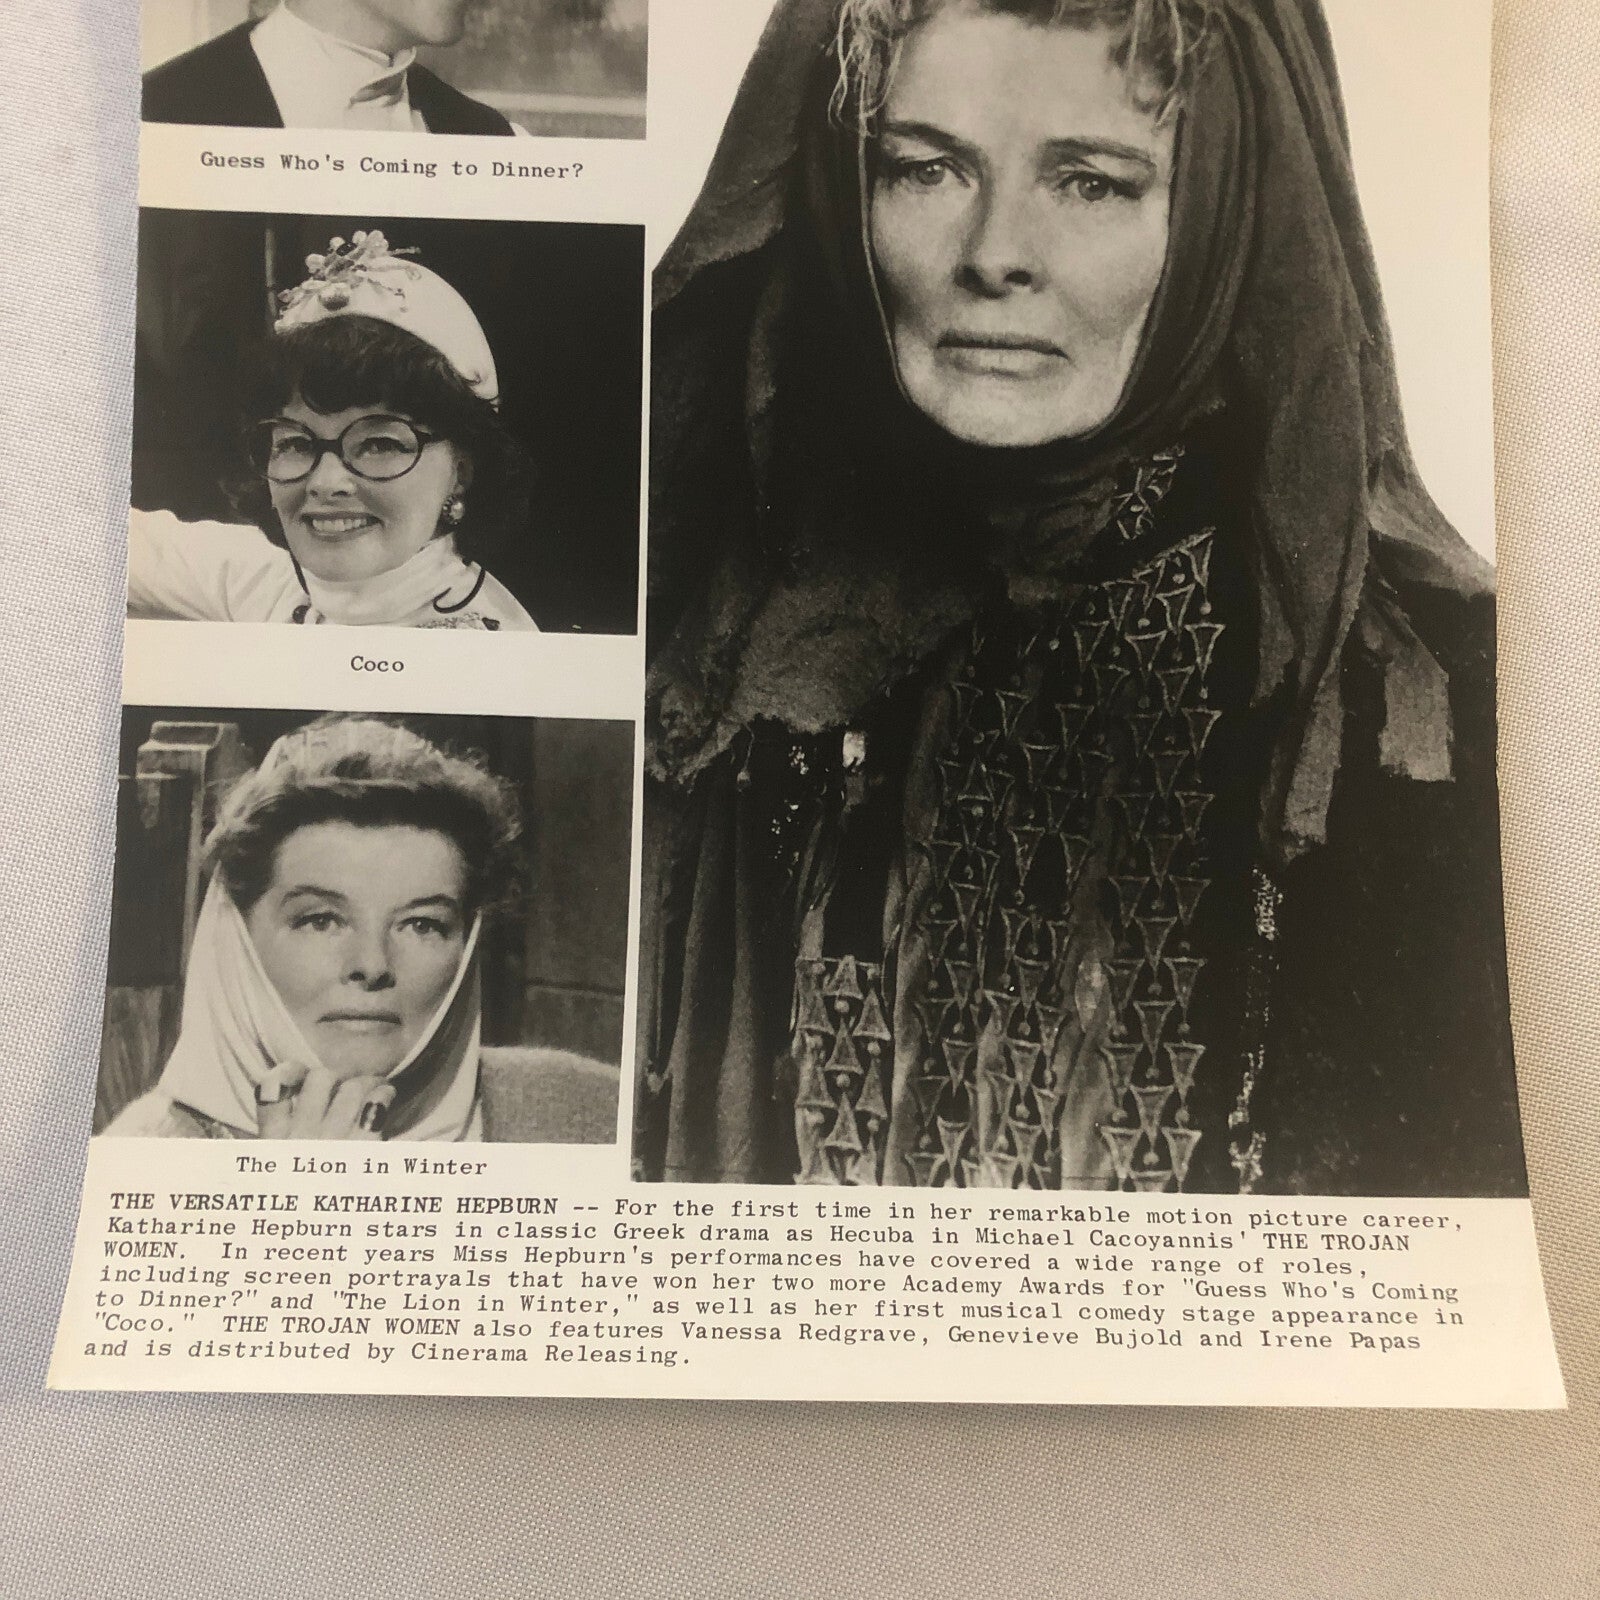 Guess Who's Coming to Dinner?
Coco
The Lion in Winter
THE VERSATILE KATHARINE HEPBURN -- For the first time in her remarkable motion picture career,
Katharine Hepburn stars in classic Greek drama as Hecuba in Michael Cacoyannis' THE TROJAN
WOMEN. In recent years Miss Hepburn's performances have covered a wide range of roles,
including screen portrayals that have won her two more Academy Awards for "Guess Who's Coming
to Dinner?" and "The Lion in Winter," as well as her first musical comedy stage appearance in
"Coco." THE TROJAN WOMEN also features Vanessa Redgrave, Genevieve Bujold and Irene Papas
and is distributed by Cinerama Releasing.